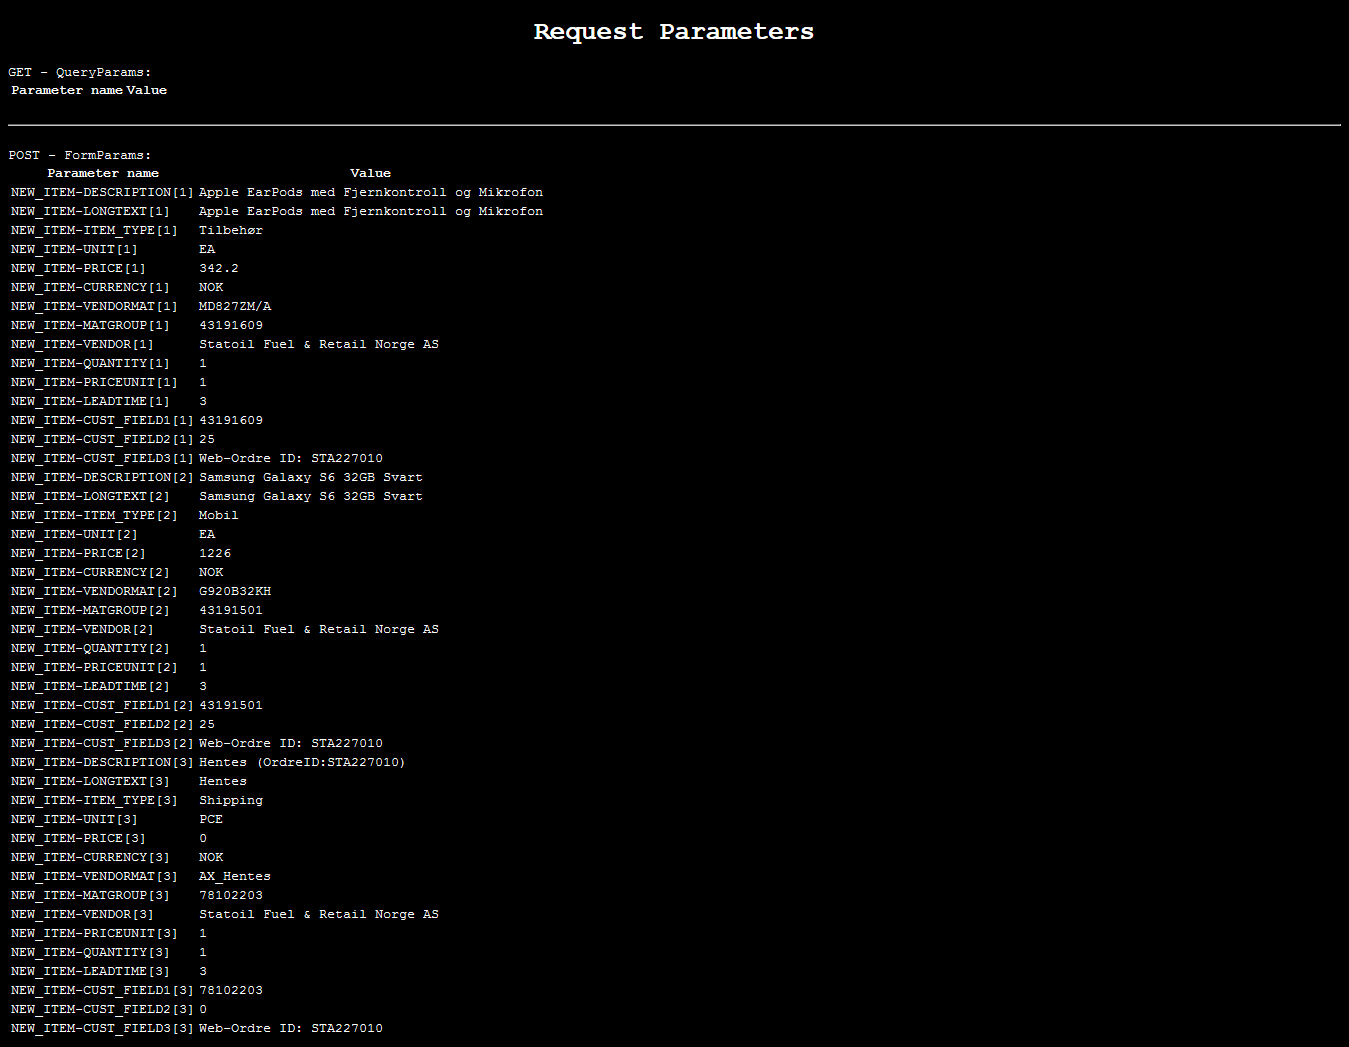 Request Parameters
GET - QueryParams:
Parameter name Value
POST - FormParams:
Parameter name Value
NEW_ITEM-DESCRIPTION[1] Apple EarPods med Fjernkontroll og Mikrofon
NEW_ITEM-LONGTEXT[1] Apple EarPods med Fjernkontroll og Mikrofon
NEW_ITEM-ITEM_TYPE[1] Tilbehør
NEW_ITEM-UNIT[1] EA
NEW_ITEM-PRICE[1] 342.2
NEW_ITEM-CURRENCY[1] NOK
NEW_ITEM-VENDORMAT[1] MD827ZM/A
NEW_ITEM-MATGROUP[1] 43191609
NEW_ITEM-VENDOR[1] Statoil Fuel & Retail Norge AS
NEW_ITEM-QUANTITY[1] 1
NEW_ITEM-PRICEUNIT[1] 1
NEW_ITEM-LEADTIME[1] 3
NEW_ITEM-CUST_FIELD1[1] 43191609
NEW_ITEM-CUST_FIELD2[1] 25
NEW_ITEM-CUST_FIELD3[1] Web-Ordre ID: STA227010
NEW_ITEM-DESCRIPTION[2] Samsung Galaxy S6 32GB Svart
NEW_ITEM-LONGTEXT[2] Samsung Galaxy S6 32GB Svart
NEW_ITEM-ITEM_TYPE[2] Mobil
NEW_ITEM-UNIT[2] EA
NEW_ITEM-PRICE[2] 1226
NEW_ITEM-CURRENCY[2] NOK
NEW_ITEM-VENDORMAT[2] G920B32KH
NEW_ITEM-MATGROUP[2] 43191501
NEW_ITEM-VENDOR[2] Statoil Fuel & Retail Norge AS
NEW_ITEM-QUANTITY[2] 1
NEW_ITEM-PRICEUNIT[2] 1
NEW_ITEM-LEADTIME[2] 3
NEW_ITEM-CUST_FIELD1[2] 43191501
NEW_ITEM-CUST_FIELD2[2] 25
NEW_ITEM-CUST_FIELD3[2] Web-Ordre ID: STA227010
NEW_ITEM-DESCRIPTION[3] Hentes (OrdreID:STA227010)
NEW_ITEM-LONGTEXT[3] Hentes
NEW_ITEM-ITEM_TYPE[3] Shipping
NEW_ITEM-UNIT[3] PCE
NEW_ITEM-PRICE[3] 0
NEW_ITEM-CURRENCY[3] NOK
NEW_ITEM-VENDORMAT[3] AX_Hentes
NEW_ITEM-MATGROUP[3] 78102203
NEW_ITEM-VENDOR[3] Statoil Fuel & Retail Norge AS
NEW_ITEM-PRICEUNIT[3] 1
NEW_ITEM-QUANTITY[3] 1
NEW_ITEM-LEADTIME[3] 3
NEW_ITEM-CUST_FIELD1[3] 78102203
NEW_ITEM-CUST_FIELD2[3] 0
NEW_ITEM-CUST_FIELD3[3] Web-Ordre ID: STA227010